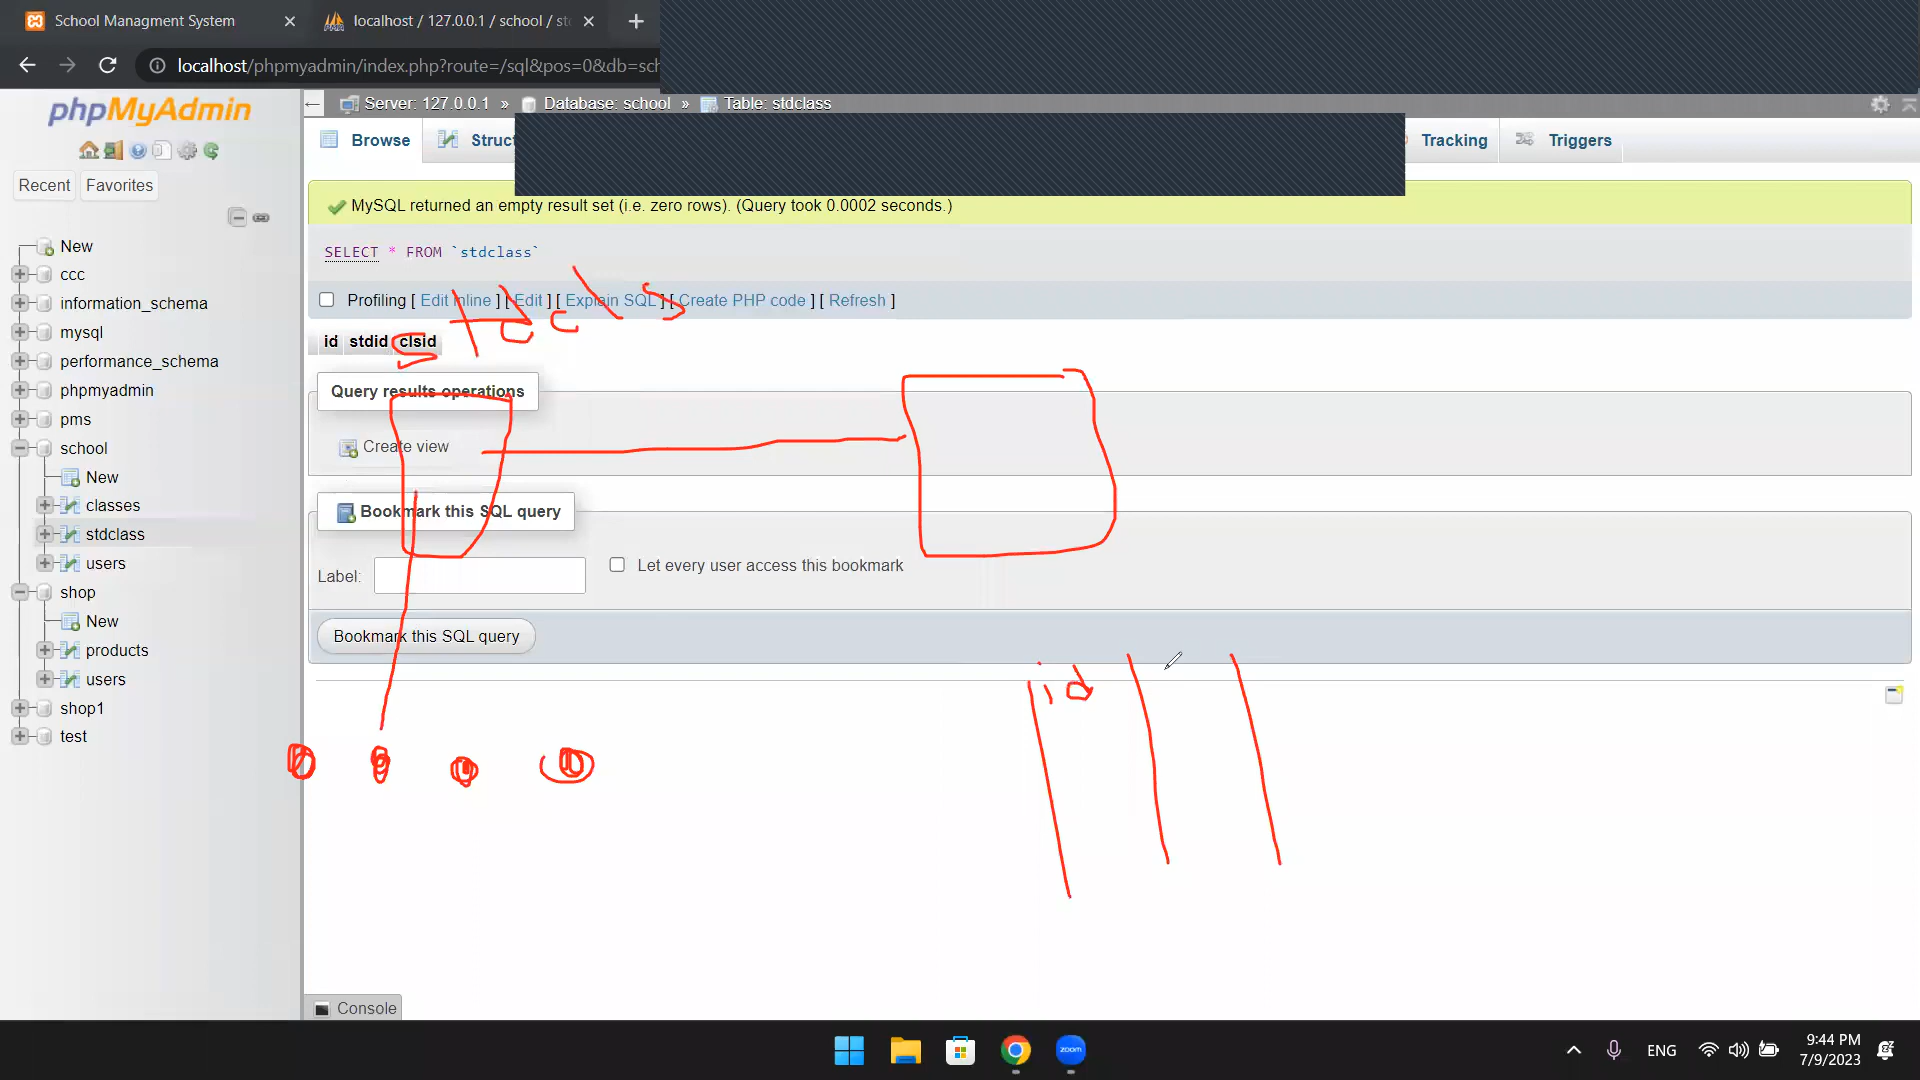 School Managment System
localhost / 127.0.0.1 / school / st
localhost/phpmyadmin/index.php?route=/sql&pos=0&db=sch
phpMyAdmin
Server: 127.0.0.1 » Database: school » Table: stdclass
Browse Struct Tracking Triggers
Recent Favorites
MySQL returned an empty result set (i.e. zero rows). (Query took 0.0002 seconds.)
SELECT * FROM `stdclass`
Profiling [ Edit inline ] [ Edit ] [ Explain SQL ] [ Create PHP code ] [ Refresh ]
stdcls
id stdid clsid
Query results operations
Create view
Bookmark this SQL query
Label:
Let every user access this bookmark
Bookmark this SQL query
id
New
ccc
information_schema
mysql
performance_schema
phpmyadmin
pms
school
New
classes
stdclass
users
shop
New
products
users
shop1
test
Console
zoom
ENG
9:44 PM
7/9/2023